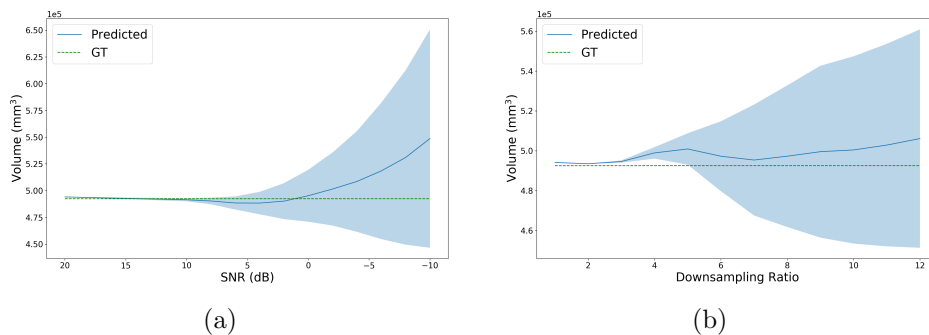 1e5
6.50
6.25
6.00
5.75
5.50
5.25
5.00
4.75
4.50
Volume (mm³)
Predicted
GT
20 15 10 5 0 −5 −10
SNR (dB)
(a)
1e5
5.6
5.4
5.2
5.0
4.8
4.6
Volume (mm³)
Predicted
GT
2 4 6 8 10 12
Downsampling Ratio
(b)